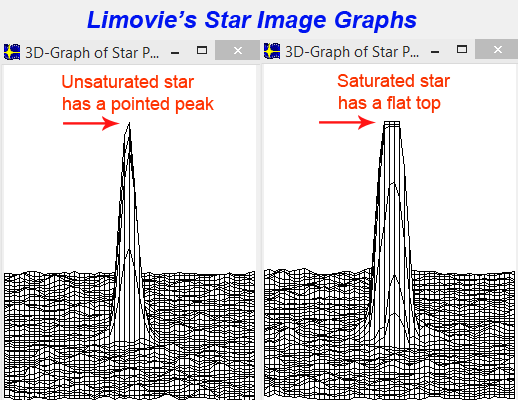 Limovie's Star Image Graphs
3D-Graph of Star P...
Unsaturated star
has a pointed peak
3D-Graph of Star P...
Saturated star
has a flat top